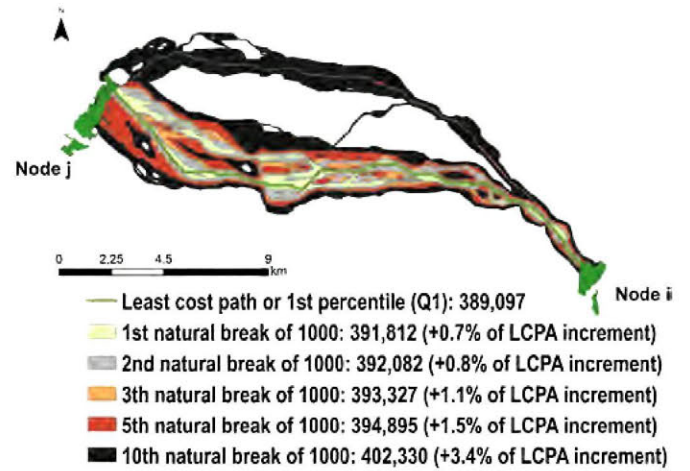 N
Node j
0 2.25 4.5 9
km
Node ii
Least cost path or 1st percentile (Q1): 389,097
1st natural break of 1000: 391,812 (+0.7% of LCPA increment)
2nd natural break of 1000: 392,082 (+0.8% of LCPA increment)
3th natural break of 1000: 393,327 (+1.1% of LCPA increment)
5th natural break of 1000: 394,895 (+1.5% of LCPA increment)
10th natural break of 1000: 402,330 (+3.4% of LCPA increment)